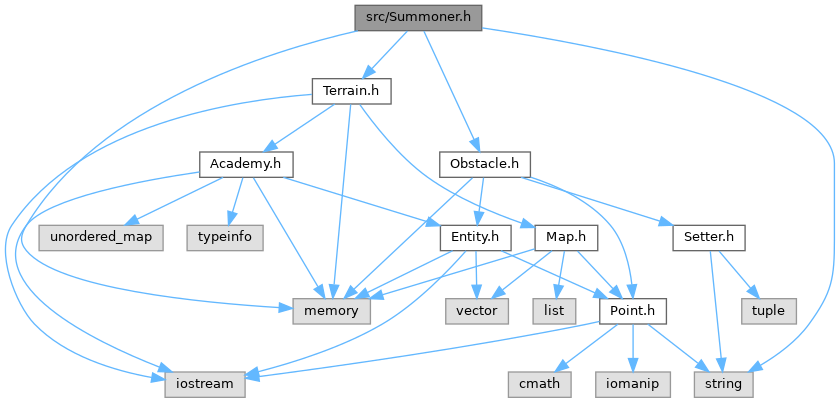 src/Summoner.h
Terrain.h
Academy.h
Obstacle.h
unordered_map
typeinfo
Entity.h
Map.h
Setter.h
memory
vector
list
Point.h
tuple
iostream
cmath
iomanip
string